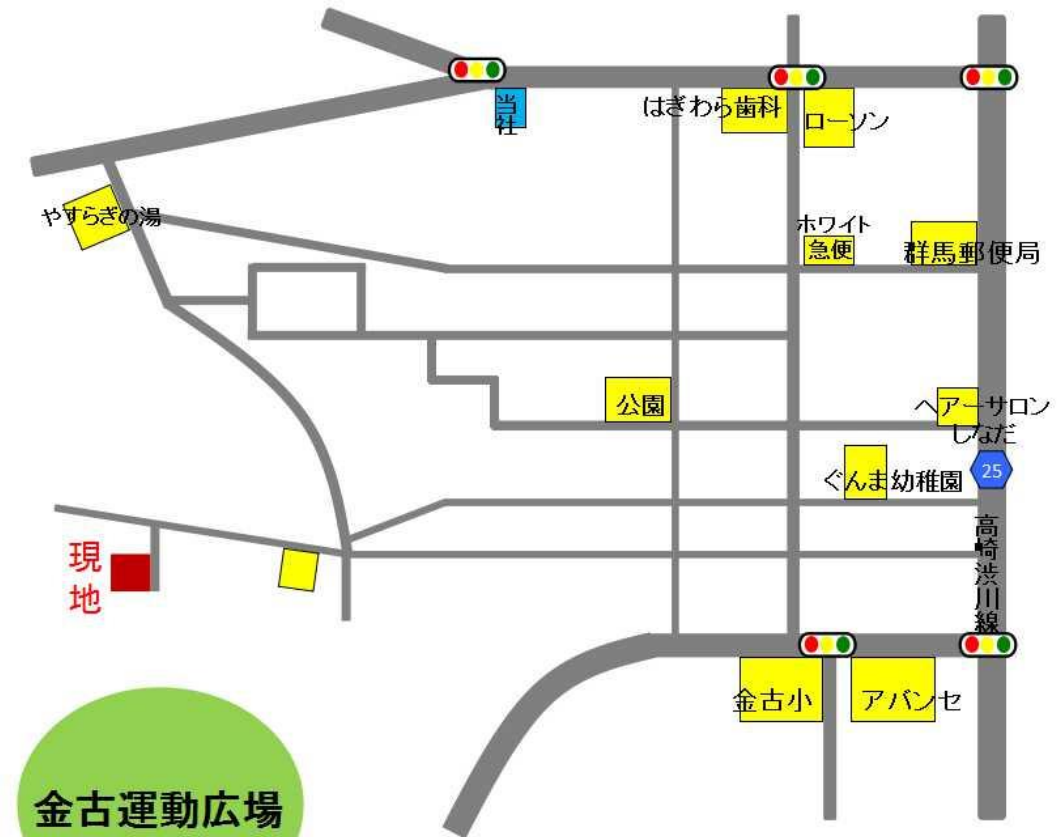 当社
はぎわら歯科
ローソン
やすらぎの湯
ホワイト
急便
群馬郵便局
公園
ヘアーサロン
しなだ
25
ぐんま幼稚園
高崎渋川線
現地
金古小
アバンセ
金古運動広場